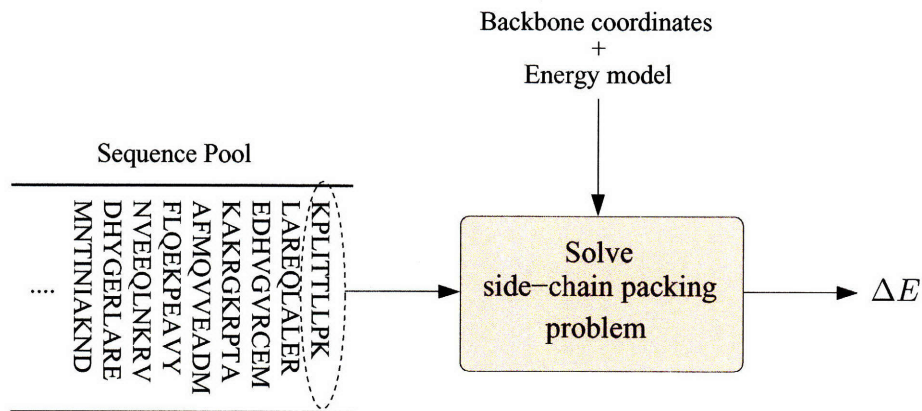 Backbone coordinates
+
Energy model
Sequence Pool
....
MNTINIAKND
DHYGERLARE
NVEEQLNKRV
FLQEKPEAVY
AFMQVVEADM
KAKRGKRPTA
EDHVGVRCEM
LAREQLALER
KPLITTLLPK
Solve
side-chain packing
problem
ΔE